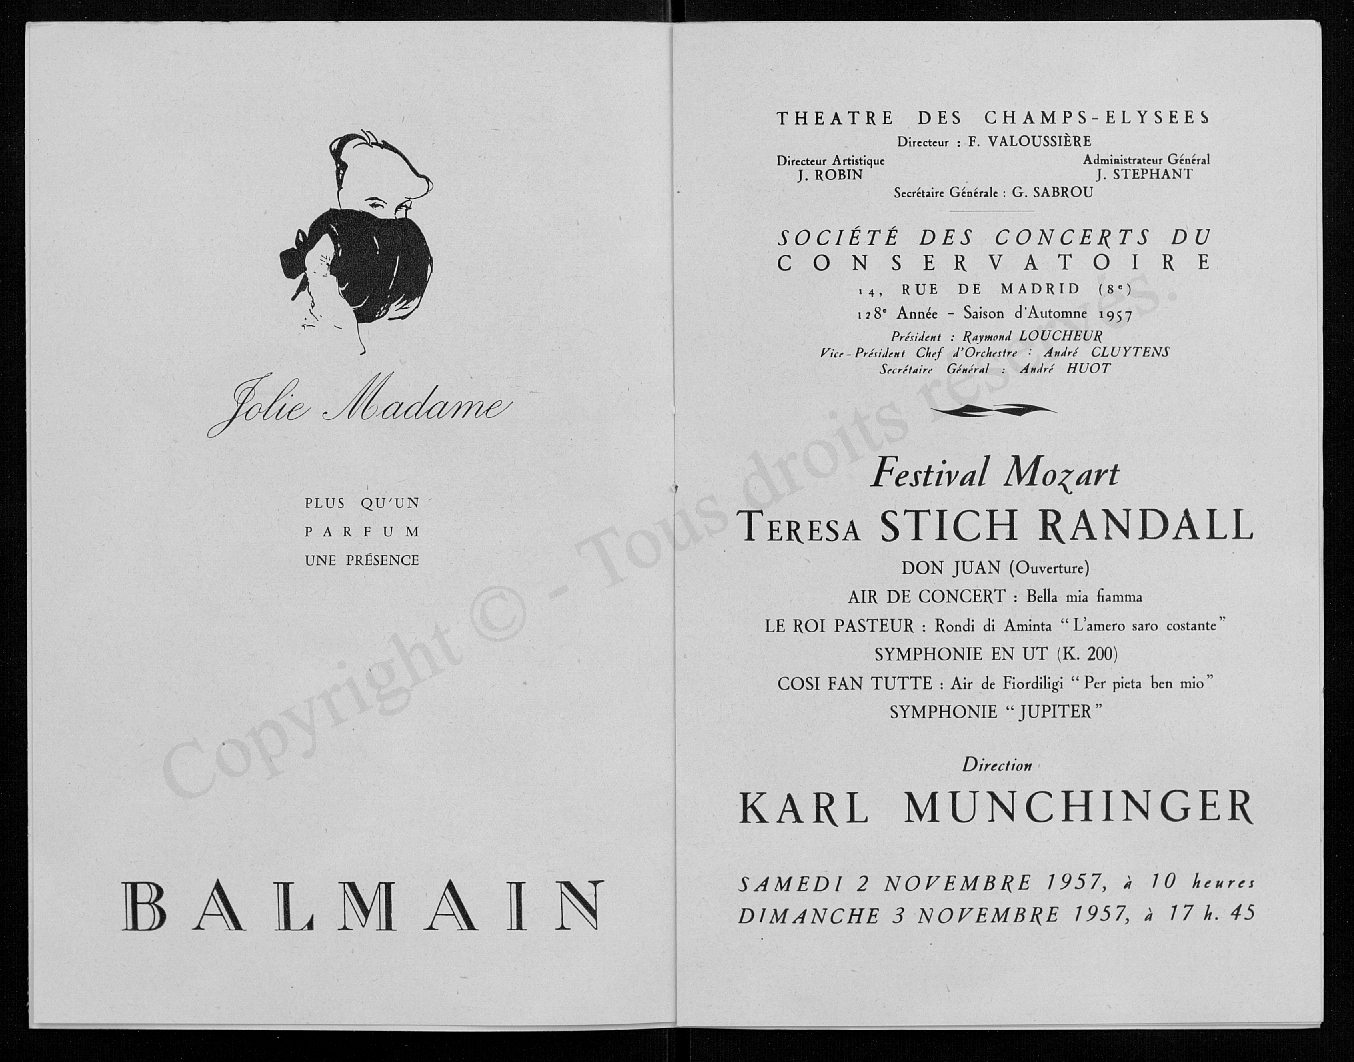 Jolie Madame
PLUS QU'UN
PARFUM
UNE PRÉSENCE
BALMAIN
THEATRE DES CHAMPS-ELYSEES
Directeur : F. VALOUSSIÈRE
Directeur Artistique Administrateur Général
J. ROBIN J. STEPHANT
Secrétaire Générale : G. SABROU
SOCIÉTÉ DES CONCERTS DU
CONSERVATOIRE
14, RUE DE MADRID (8e)
128e Année - Saison d'Automne 1957
Président : Raymond LOUCHEUR
Vice-Président Chef d'Orchestre : André CLUYTENS
Secrétaire Général : André HUOT
Festival Mozart
TERESA STICH RANDALL
DON JUAN (Ouverture)
AIR DE CONCERT : Bella mia fiamma
LE ROI PASTEUR : Rondi di Aminta “L'amero saro costante”
SYMPHONIE EN UT (K. 200)
COSI FAN TUTTE : Air de Fiordiligi “Per pieta ben mio”
SYMPHONIE “JUPITER”
Direction
KARL MUNCHINGER
SAMEDI 2 NOVEMBRE 1957, à 10 heures
DIMANCHE 3 NOVEMBRE 1957, à 17 h. 45
Copyright © - Tous droits reservés.